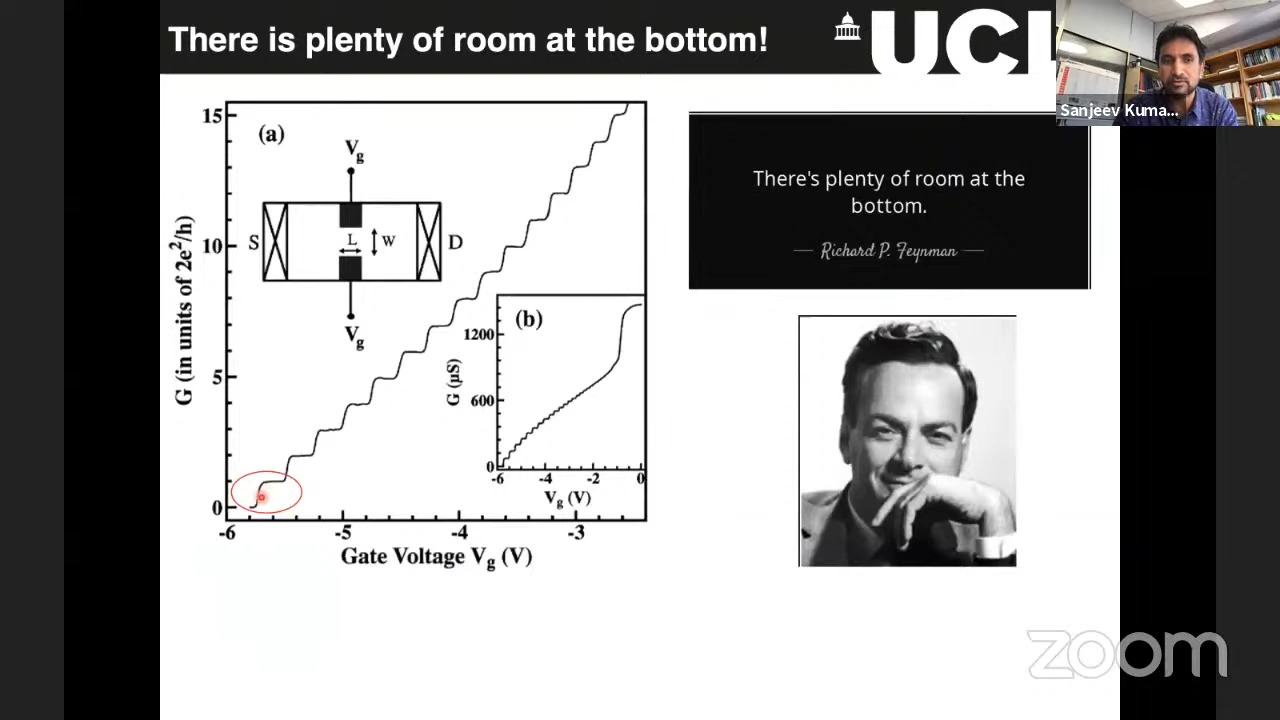 There is plenty of room at the bottom!
UCL
Sanjeev Kuma...
(a)
Vg
S
L
W
D
Vg
15
10
5
0
G (in units of 2e²/h)
-6
-5
-4
-3
Gate Voltage Vg (V)
(b)
1200
600
0
G (μS)
-6
-4
-2
0
Vg (V)
There's plenty of room at the
bottom.
— Richard P. Feynman —
zoom